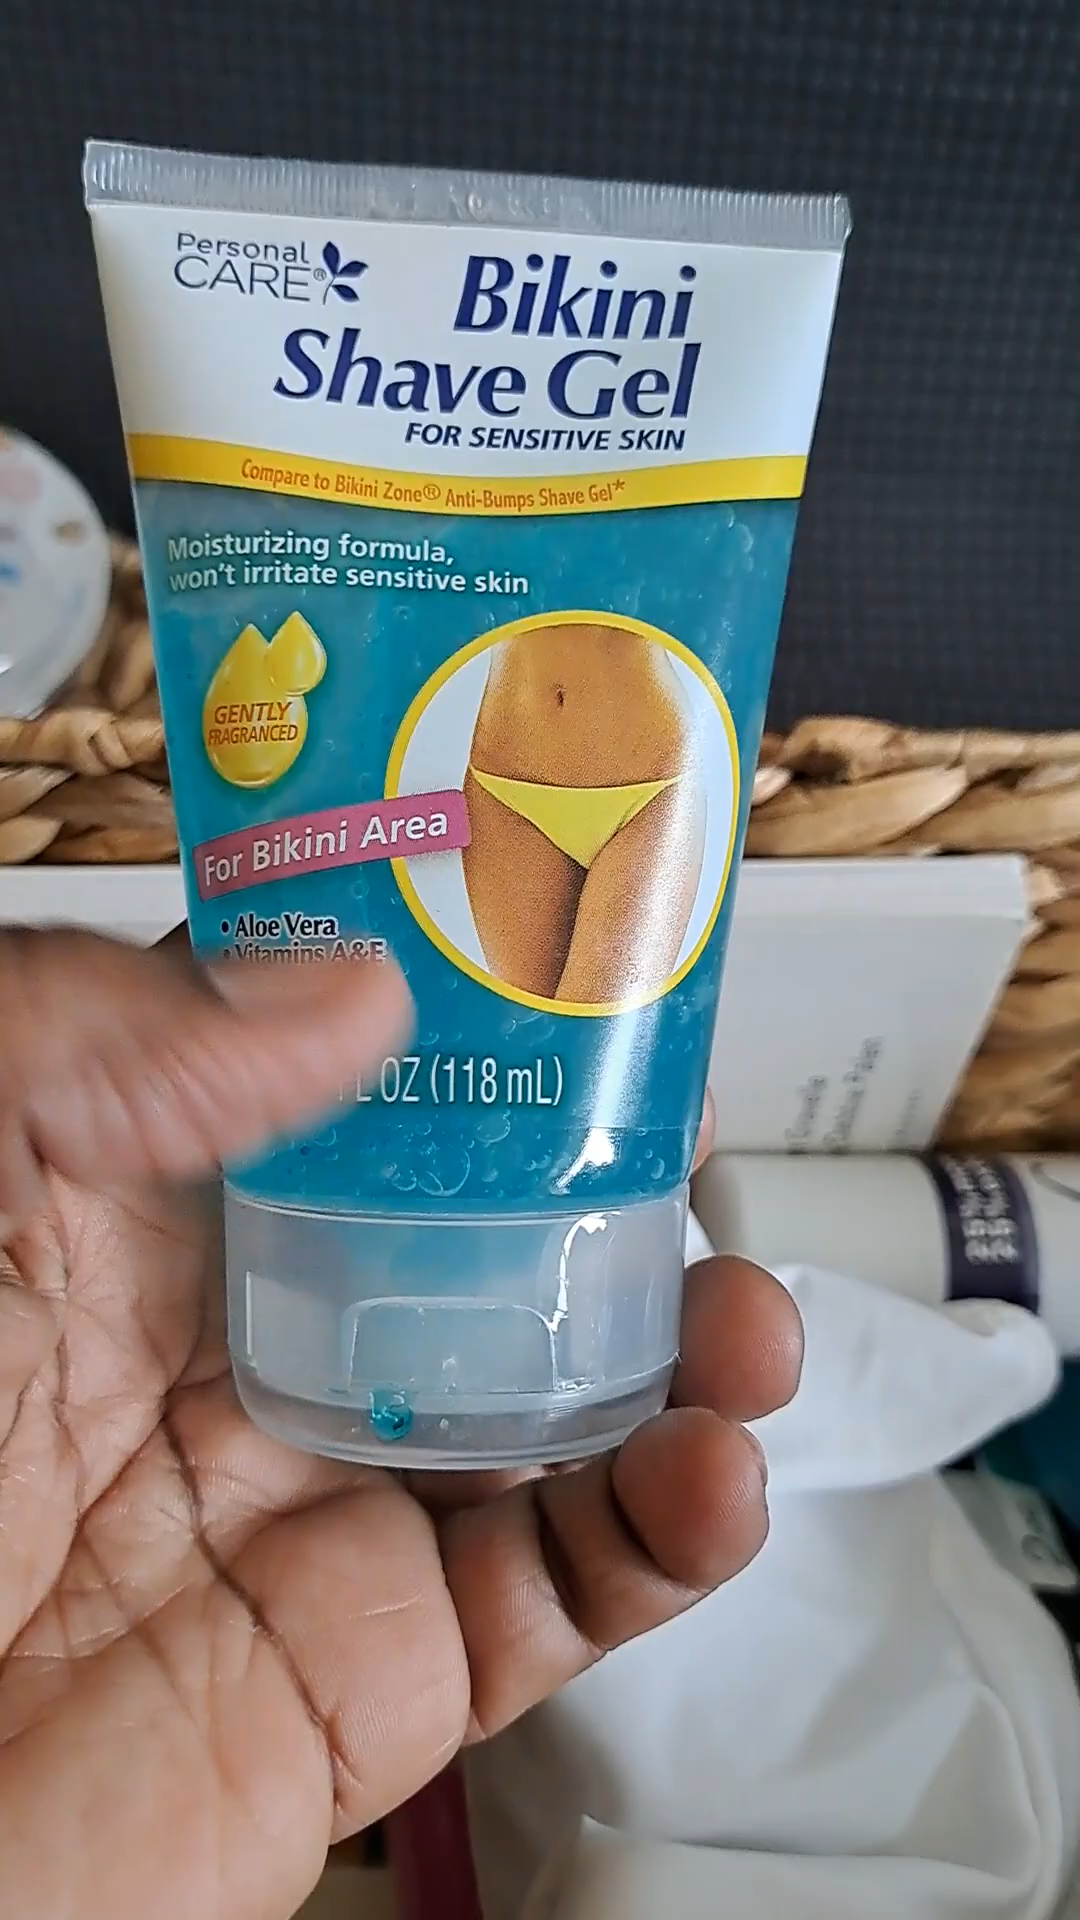 Personal
CARE®
Bikini
Shave Gel
FOR SENSITIVE SKIN
Compare to Bikini Zone® Anti-Bumps Shave Gel*
Moisturizing formula,
won't irritate sensitive skin
GENTLY
FRAGRANCED
For Bikini Area
• Aloe Vera
• Vitamins A&E
FL OZ (118 mL)